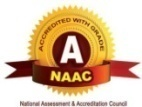 ACCREDITED WITH GRADE
A
NAAC
National Assessment & Accreditation Council